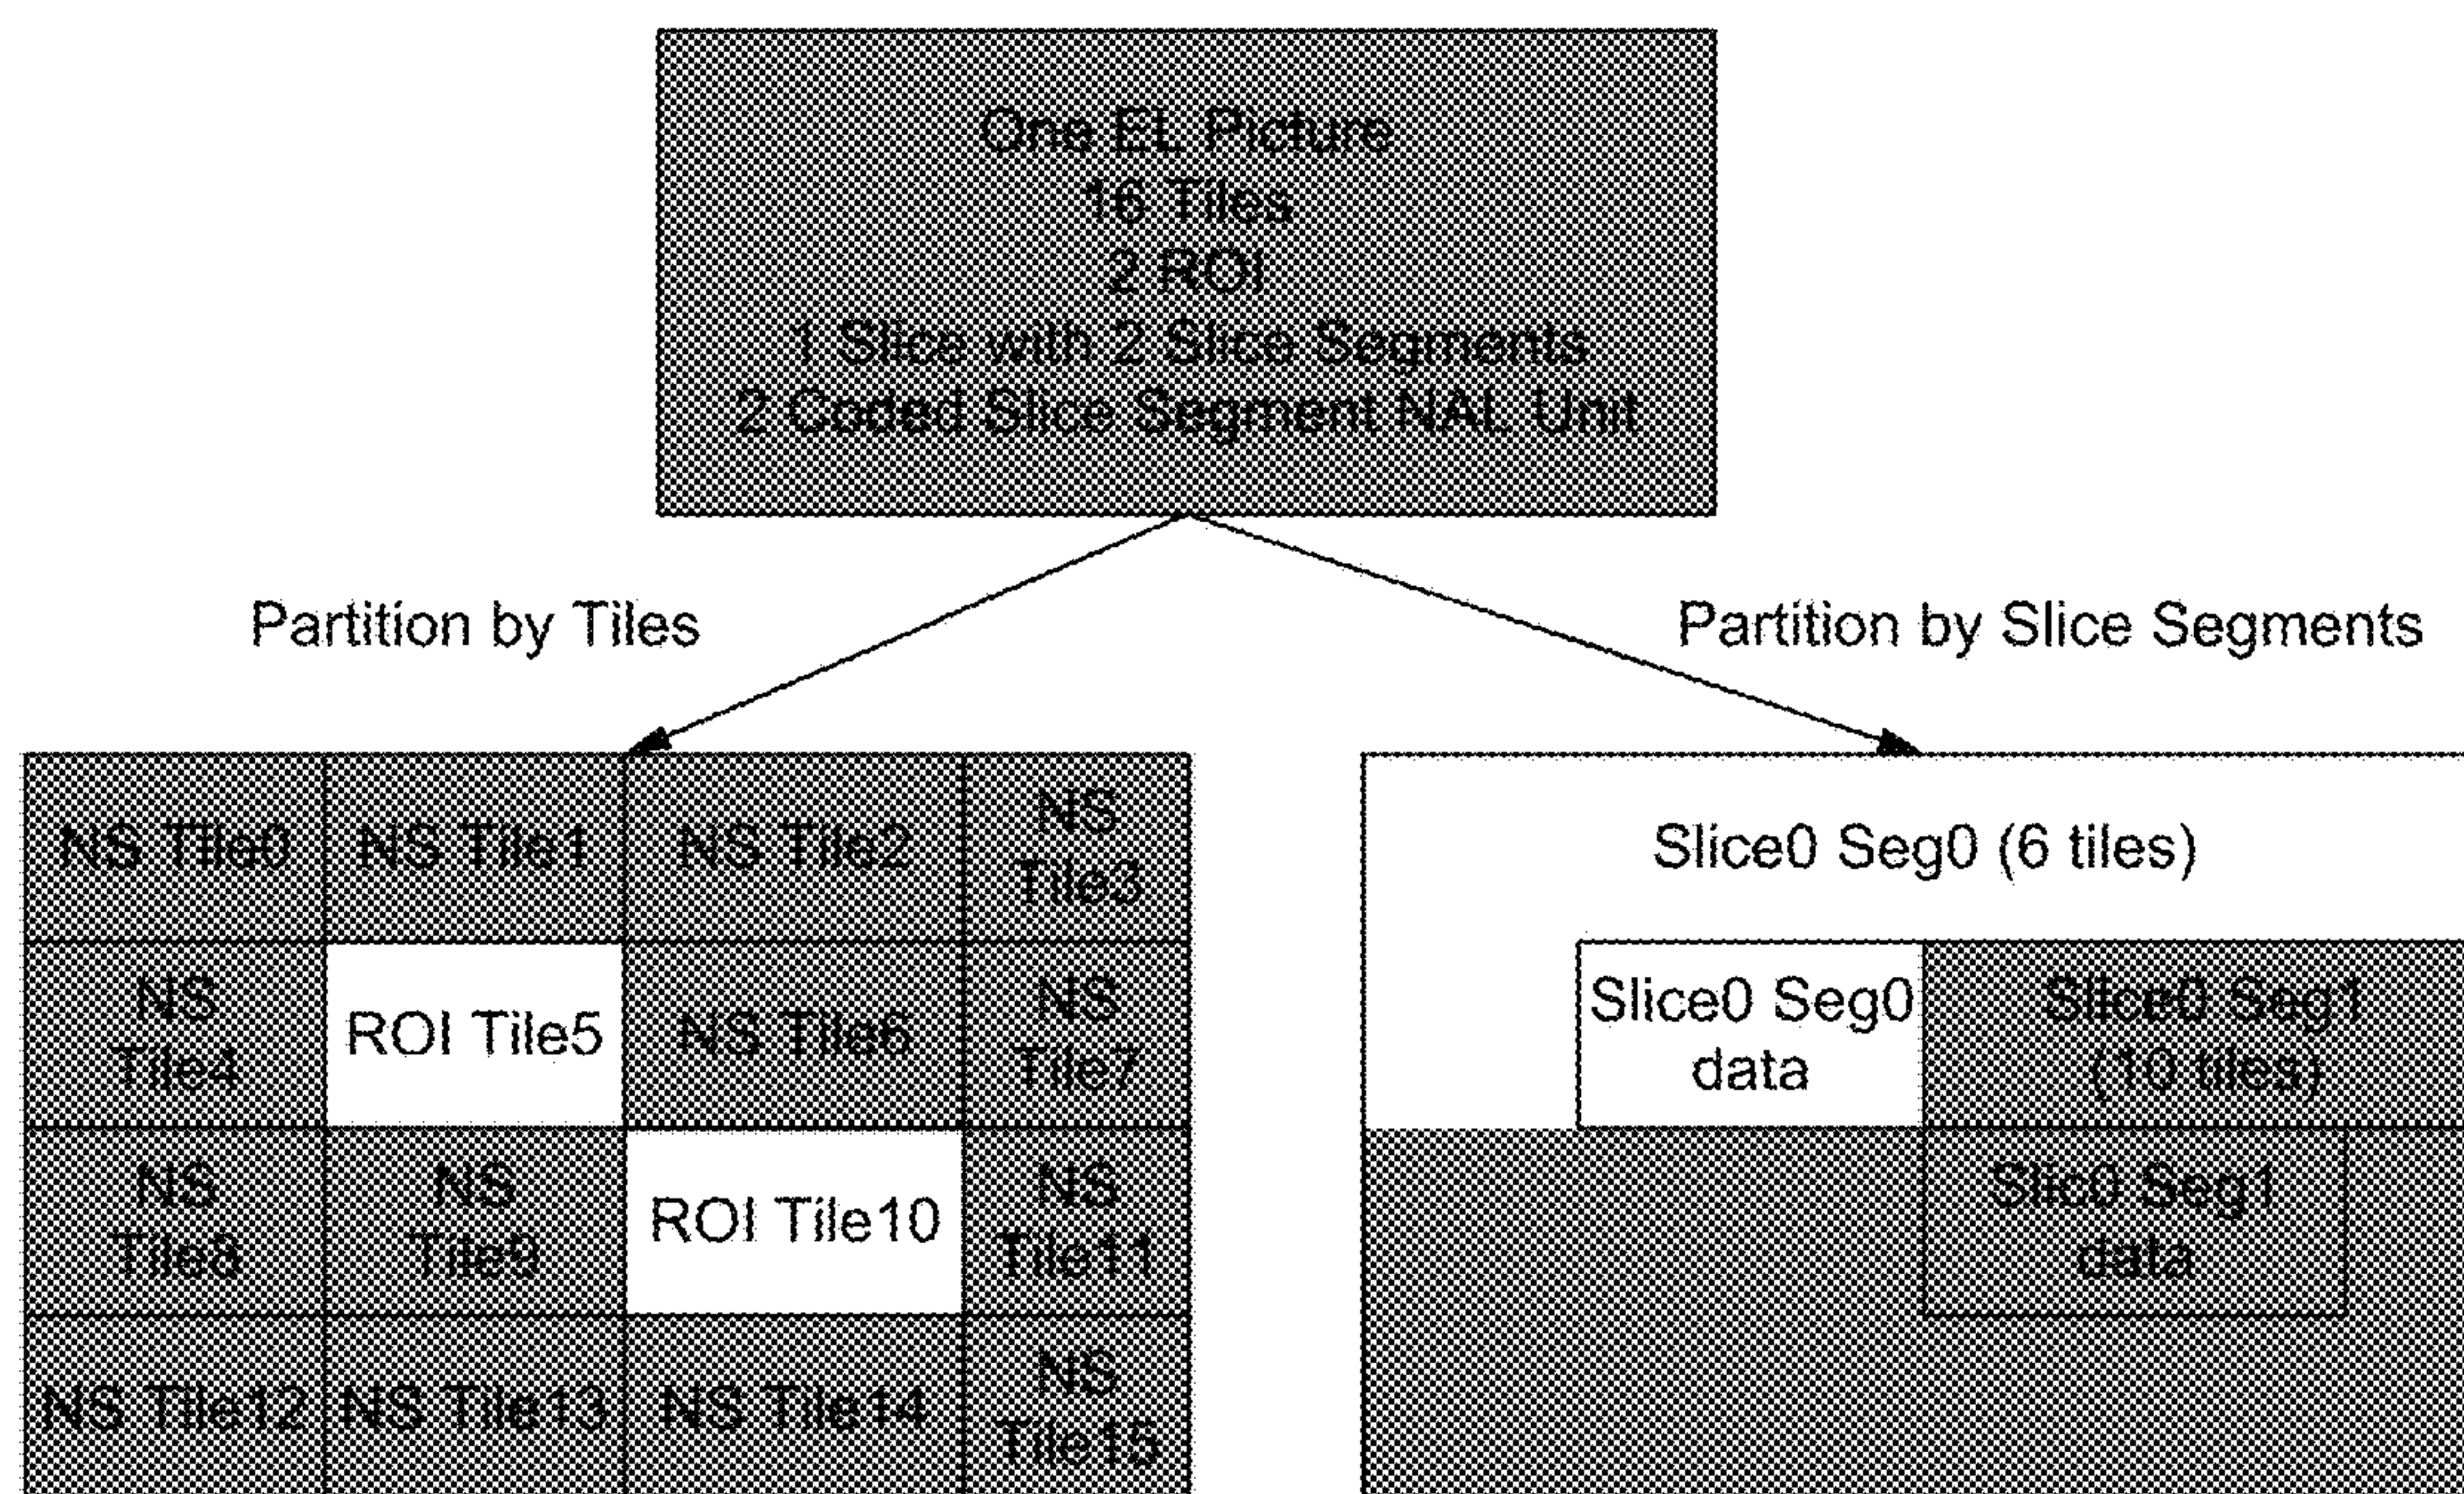 One EL Picture
16 Tiles
2 ROI
1 Slice with 2 Slice Segments
2 Coded Slice Segment NAL Unit
Partition by Tiles
Partition by Slice Segments
NS Tile0
NS Tile1
NS Tile2
NS
Tile3
NS
Tile4
ROI Tile5
NS Tile6
NS
Tile7
NS
Tile8
NS
Tile9
ROI Tile10
NS
Tile11
NS Tile12
NS Tile13
NS Tile14
NS
Tile15
Slice0 Seg0 (6 tiles)
Slice0 Seg0
data
Slice0 Seg1
(10 tiles)
Slic0 Seg1
data